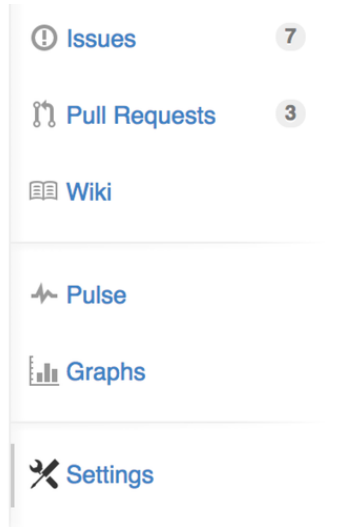 Issues 7
Pull Requests 3
Wiki
Pulse
Graphs
Settings